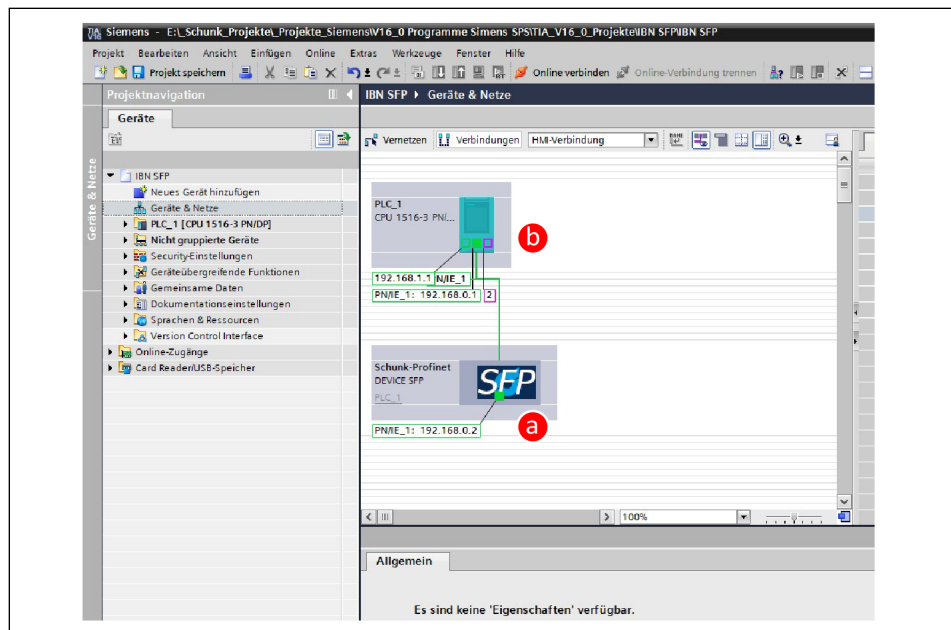 Siemens - E:\_Schunk_Projekte\_Projekte_Siemens\V16_0 Programme Simens SPS\TIA_V16_0_Projekte\IBN SFP\IBN SFP
Projekt Bearbeiten Ansicht Einfügen Online Extras Werkzeuge Fenster Hilfe
Projekt speichern Online verbinden Online-Verbindung trennen
Projektnavigation
IBN SFP Geräte & Netze
Geräte
Vernetzen Verbindungen HMI-Verbindung
Geräte & Netze
IBN SFP
Neues Gerät hinzufügen
Geräte & Netze
PLC_1 [CPU 1516-3 PN/DP]
Nicht gruppierte Geräte
Security-Einstellungen
Geräteübergreifende Funktionen
Gemeinsame Daten
Dokumentationseinstellungen
Sprachen & Ressourcen
Version Control Interface
Online-Zugänge
Card Reader/USB-Speicher
PLC_1
CPU 1516-3 PN/...
b
192.168.1.1 N/IE_1
PN/IE_1: 192.168.0.1 2
Schunk-Profinet
DEVICE SFP
PLC_1
SFP
a
PN/IE_1: 192.168.0.2
100%
Allgemein
Es sind keine 'Eigenschaften' verfügbar.